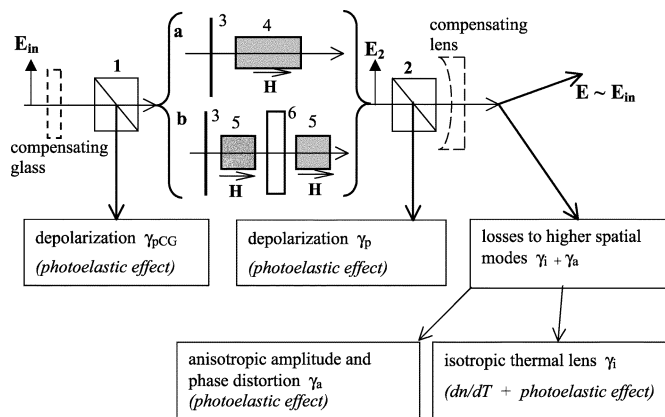 compensating
lens
E_in
1
a
3
4
H
E_2
2
E ~ E_in
b
3
5
6
5
H
H
compensating
glass
depolarization γ_pCG
(photoelastic effect)
depolarization γ_p
(photoelastic effect)
losses to higher spatial
modes γ_i + γ_a
anisotropic amplitude and
phase distortion γ_a
(photoelastic effect)
isotropic thermal lens γ_i
(dn/dT + photoelastic effect)